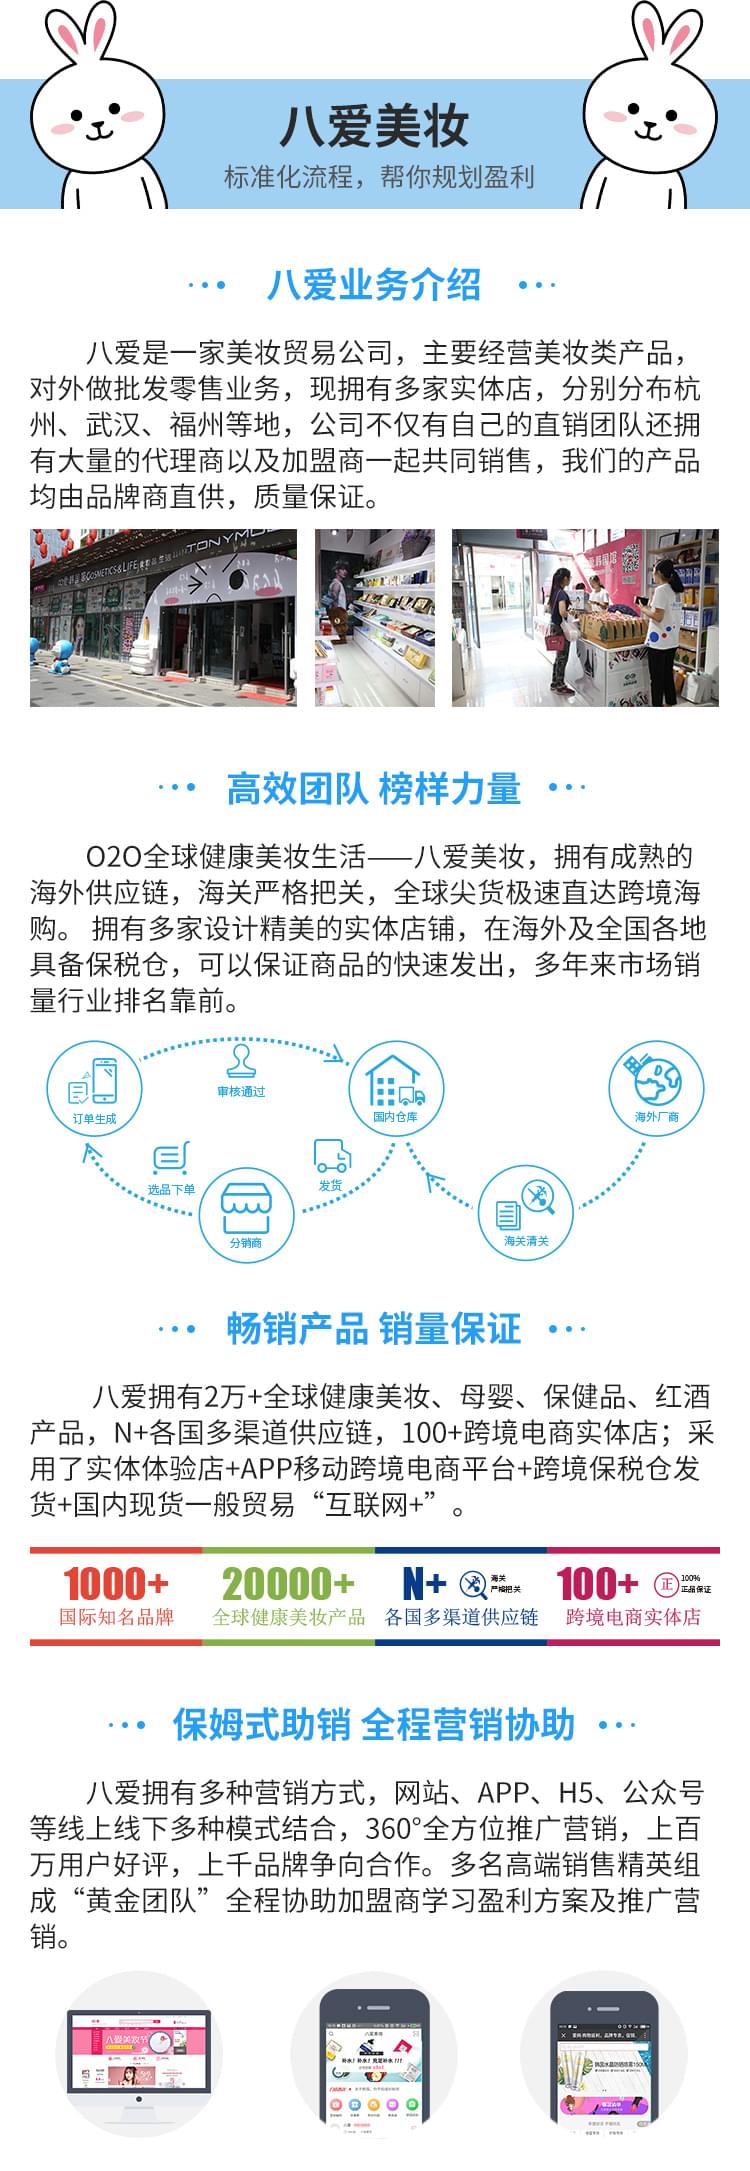 八爱美妆
标准化流程，帮你规划盈利
八爱业务介绍
八爱是一家美妆贸易公司，主要经营美妆类产品，
对外做批发零售业务，现拥有多家实体店，分别分布杭
州、武汉、福州等地，公司不仅有自己的直销团队还拥
有大量的代理商以及加盟商一起共同销售，我们的产品
均由品牌商直供，质量保证。
COSMETICS&LIFE
TONYMO
韩国馆
高效团队 榜样力量
O2O全球健康美妆生活——八爱美妆，拥有成熟的
海外供应链，海关严格把关，全球尖货极速直达跨境海
购。 拥有多家设计精美的实体店铺，在海外及全国各地
具备保税仓，可以保证商品的快速发出，多年来市场销
量行业排名靠前。
审核通过
订单生成
国内仓库
海外厂商
选品下单
发货
分销商
海关清关
畅销产品 销量保证
八爱拥有2万+全球健康美妆、母婴、保健品、红酒
产品，N+各国多渠道供应链，100+跨境电商实体店；采
用了实体体验店+APP移动跨境电商平台+跨境保税仓发
货+国内现货一般贸易“互联网+”。
1000+
国际知名品牌
20000+
全球健康美妆产品
N+
海关
严格把关
各国多渠道供应链
100+
正
100%
正品保证
跨境电商实体店
保姆式助销 全程营销协助
八爱拥有多种营销方式，网站、APP、H5、公众号
等线上线下多种模式结合，360°全方位推广营销，上百
万用户好评，上千品牌争向合作。多名高端销售精英组
成“黄金团队”全程协助加盟商学习盈利方案及推广营
销。
八爱美妆节
八爱美妆
补水！补水！竞是补水！！！
韩国水晶防晒喷雾150ML